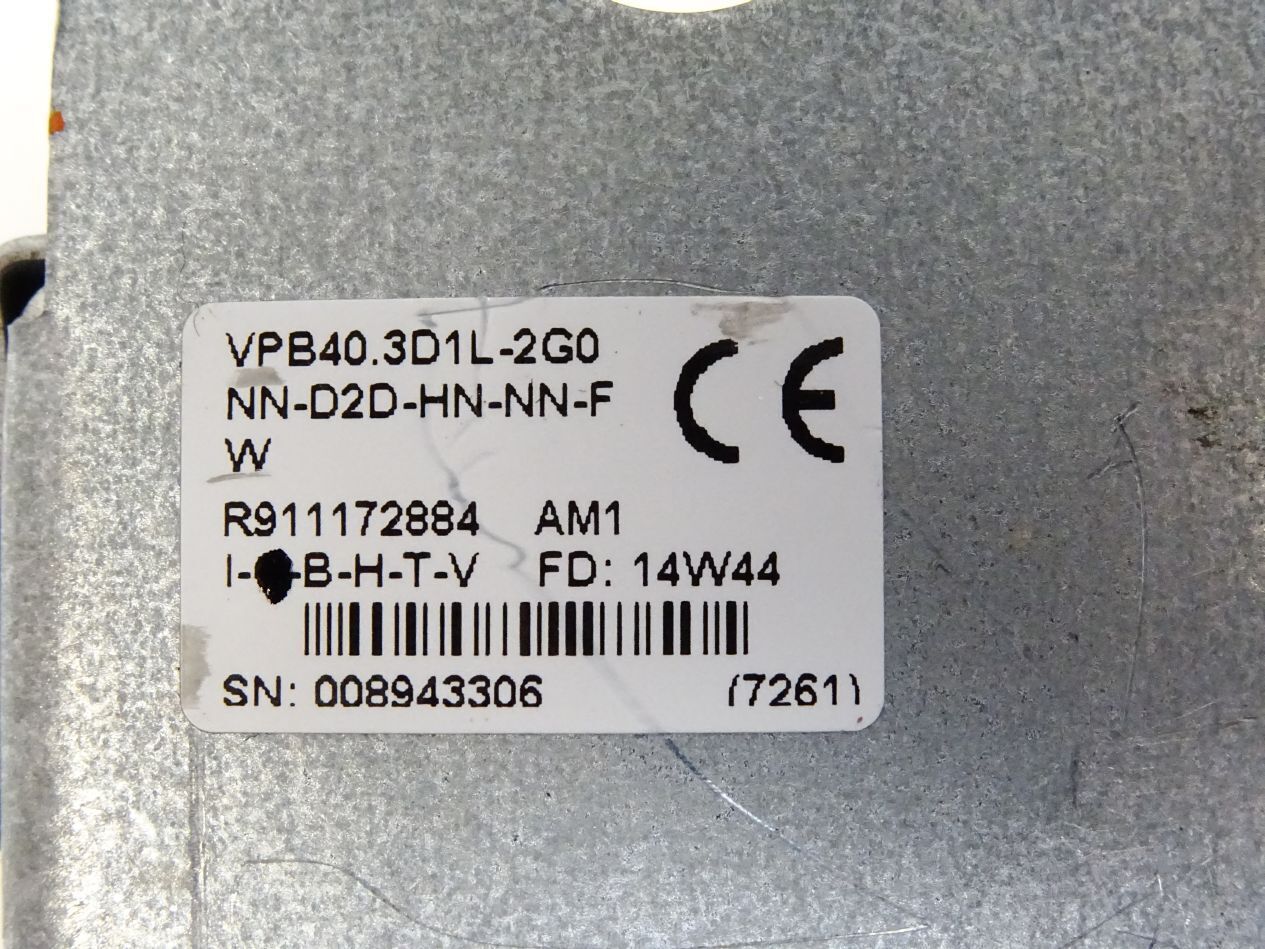 VPB40.3D1L-2G0
NN-D2D-HN-NN-F
W
CE
R911172884 AM1
I- -B-H-T-V FD: 14W44
SN: 008943306 (7261)